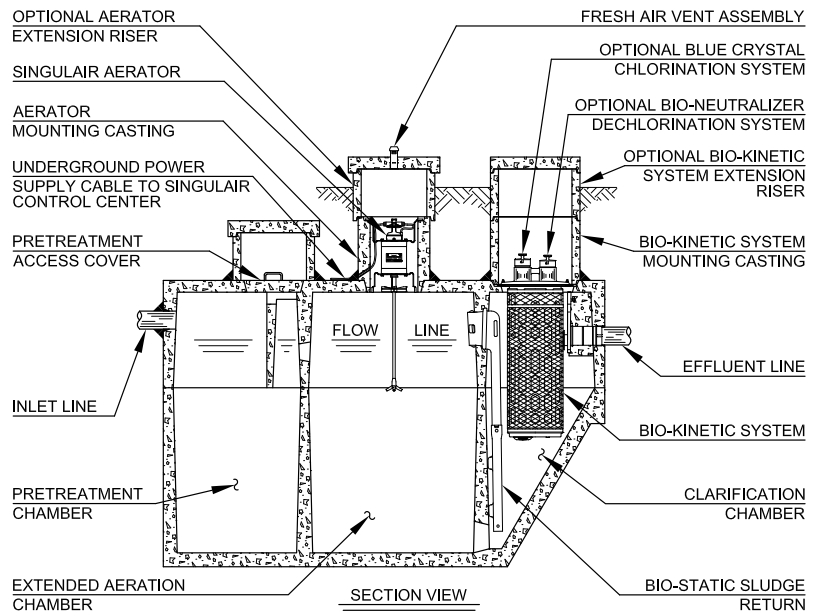 OPTIONAL AERATOR
EXTENSION RISER
SINGULAIR AERATOR
AERATOR
MOUNTING CASTING
UNDERGROUND POWER
SUPPLY CABLE TO SINGULAIR
CONTROL CENTER
PRETREATMENT
ACCESS COVER
INLET LINE
PRETREATMENT
CHAMBER
EXTENDED AERATION
CHAMBER
FLOW LINE
SECTION VIEW
FRESH AIR VENT ASSEMBLY
OPTIONAL BLUE CRYSTAL
CHLORINATION SYSTEM
OPTIONAL BIO-NEUTRALIZER
DECHLORINATION SYSTEM
OPTIONAL BIO-KINETIC
SYSTEM EXTENSION
RISER
BIO-KINETIC SYSTEM
MOUNTING CASTING
EFFLUENT LINE
BIO-KINETIC SYSTEM
CLARIFICATION
CHAMBER
BIO-STATIC SLUDGE
RETURN